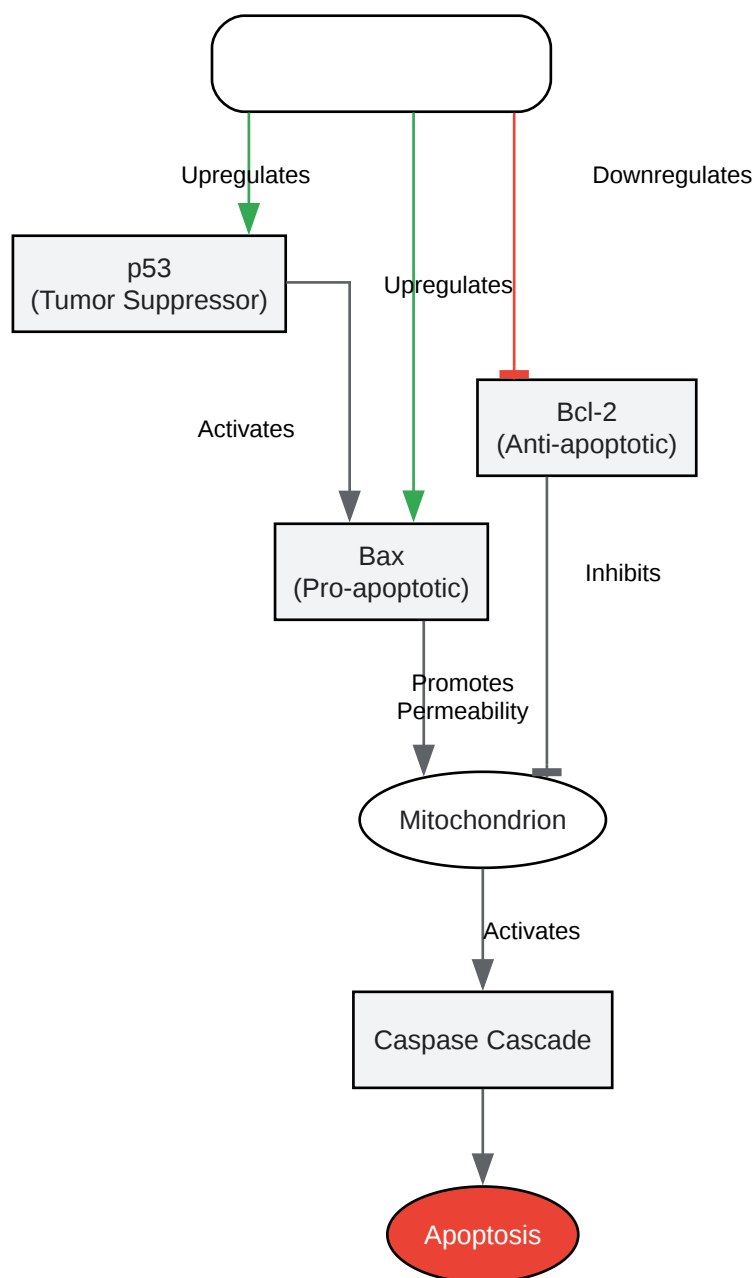 Upregulates
Downregulates
p53
(Tumor Suppressor)
Upregulates
Bcl-2
(Anti-apoptotic)
Activates
Bax
(Pro-apoptotic)
Inhibits
Promotes
Permeability
Mitochondrion
Activates
Caspase Cascade
Apoptosis